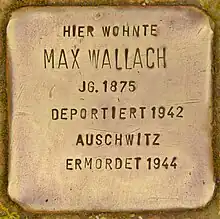 HIER WOHNTE
MAX WALLACH
JG. 1875
DEPORTIERT 1942
AUSCHWITZ
ERMORDET 1944